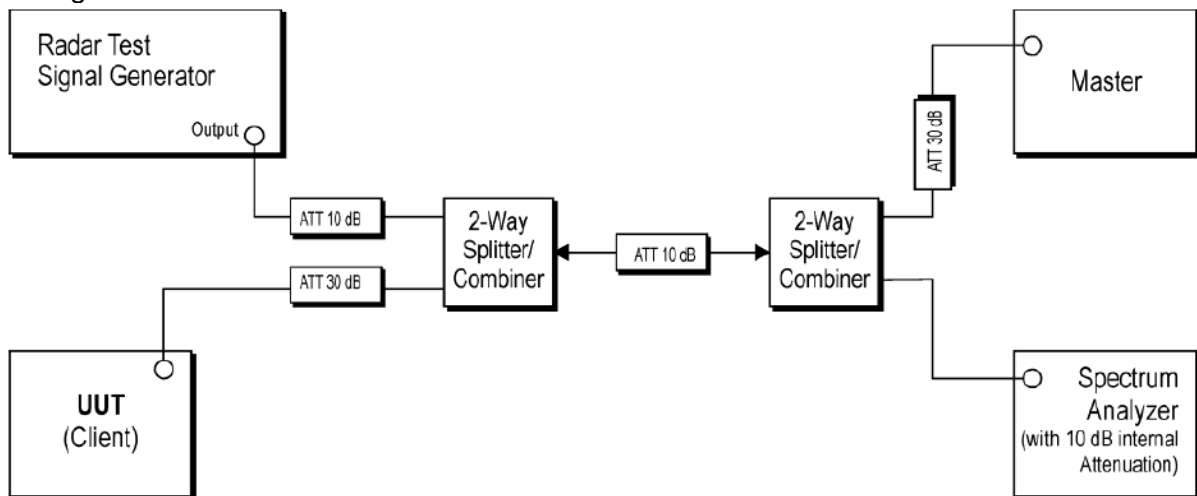 Radar Test
Signal Generator
Output
Master
ATT 30 dB
ATT 10 dB
2-Way
Splitter/
Combiner
ATT 10 dB
2-Way
Splitter/
Combiner
ATT 30 dB
UUT
(Client)
Spectrum
Analyzer
(with 10 dB internal
Attenuation)